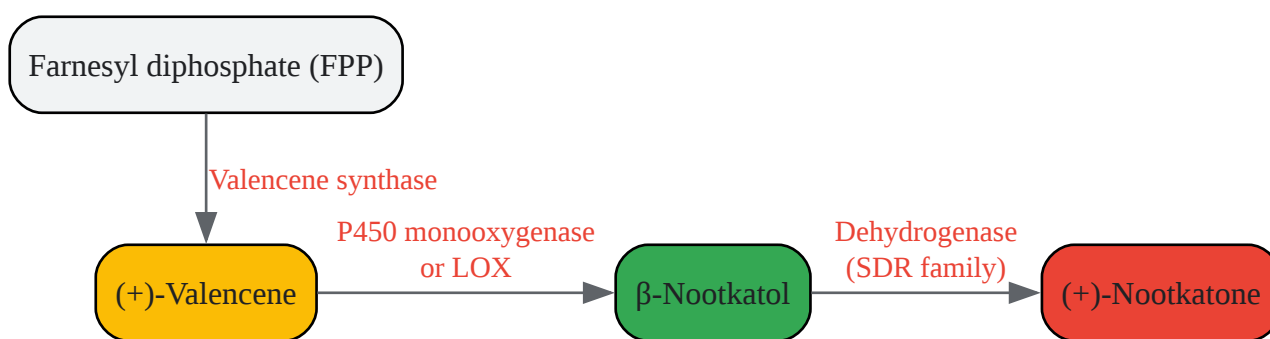 Farnesyl diphosphate (FPP)
Valencene synthase
P450 monooxygenase
or LOX
Dehydrogenase
(SDR family)
(+)-Valencene
β-Nootkatol
(+)-Nootkatone